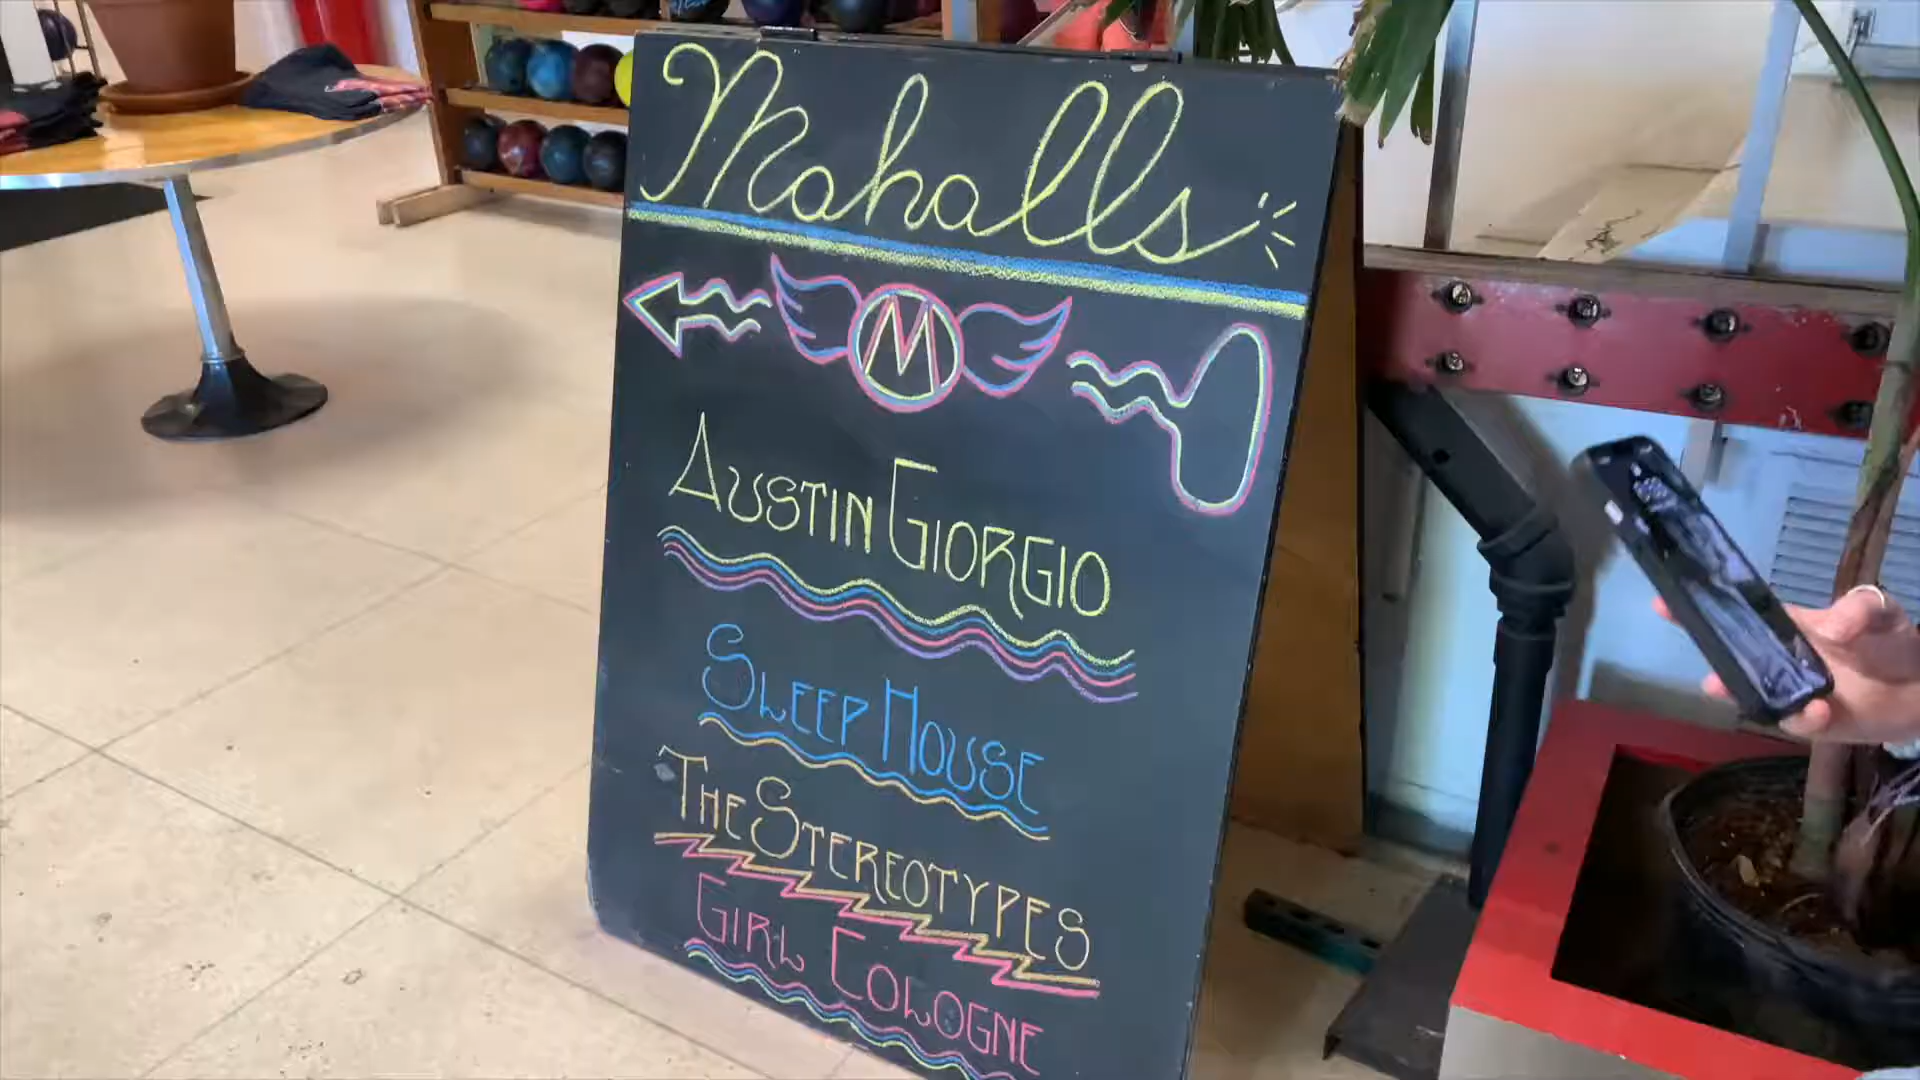 Mahalls
M
AUSTIN GIORGIO
SLEEP HOUSE
THE STEREOTYPES
GIRL COLOGNE